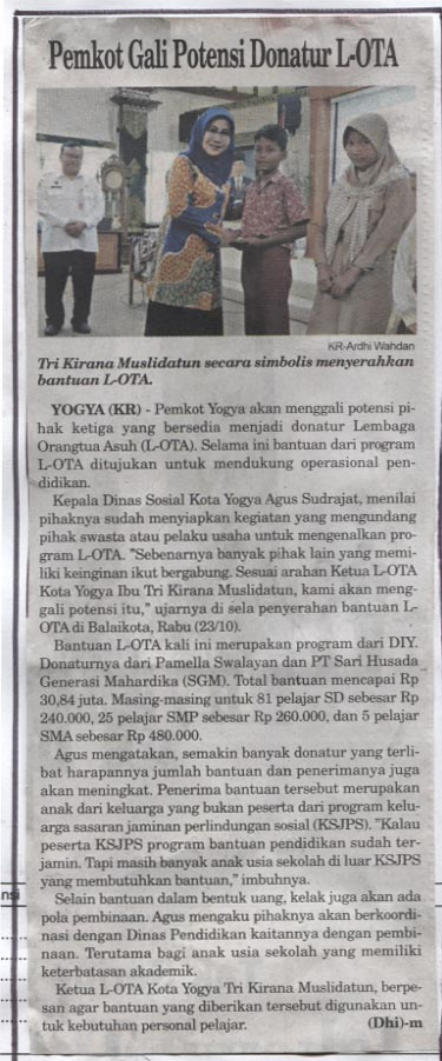 Pemkot Gali Potensi Donatur L-OTA
KR-Ardhi Wahdan
Tri Kirana Muslidatun secara simbolis menyerahkan
bantuan L-OTA.
YOGYA (KR) - Pemkot Yogya akan menggali potensi pi-
hak ketiga yang bersedia menjadi donatur Lembaga
Orangtua Asuh (L-OTA). Selama ini bantuan dari program
L-OTA ditujukan untuk mendukung operasional pen-
didikan.
Kepala Dinas Sosial Kota Yogya Agus Sudrajat, menilai
pihaknya sudah menyiapkan kegiatan yang mengundang
pihak swasta atau pelaku usaha untuk mengenalkan pro-
gram L-OTA. "Sebenarnya banyak pihak lain yang memi-
liki keinginan ikut bergabung. Sesuai arahan Ketua L-OTA
Kota Yogya Ibu Tri Kirana Muslidatun, kami akan meng-
gali potensi itu," ujarnya di sela penyerahan bantuan L-
OTA di Balaikota, Rabu (23/10).
Bantuan L-OTA kali ini merupakan program dari DIY.
Donaturnya dari Pamella Swalayan dan PT Sari Husada
Generasi Mahardika (SGM). Total bantuan mencapai Rp
30,84 juta. Masing-masing untuk 81 pelajar SD sebesar Rp
240.000, 25 pelajar SMP sebesar Rp 260.000, dan 5 pelajar
SMA sebesar Rp 480.000.
Agus mengatakan, semakin banyak donatur yang terli-
bat harapannya jumlah bantuan dan penerimanya juga
akan meningkat. Penerima bantuan tersebut merupakan
anak dari keluarga yang bukan peserta dari program kelu-
arga sasaran jaminan perlindungan sosial (KSJPS). "Kalau
peserta KSJPS program bantuan pendidikan sudah ter-
jamin. Tapi masih banyak anak usia sekolah di luar KSJPS
yang membutuhkan bantuan," imbuhnya.
Selain bantuan dalam bentuk uang, kelak juga akan ada
pola pembinaan. Agus mengaku pihaknya akan berkoordi-
nasi dengan Dinas Pendidikan kaitannya dengan pembi-
naan. Terutama bagi anak usia sekolah yang memiliki
keterbatasan akademik.
Ketua L-OTA Kota Yogya Tri Kirana Muslidatun, berpe-
san agar bantuan yang diberikan tersebut digunakan un-
tuk kebutuhan personal pelajar. (Dhi)-m